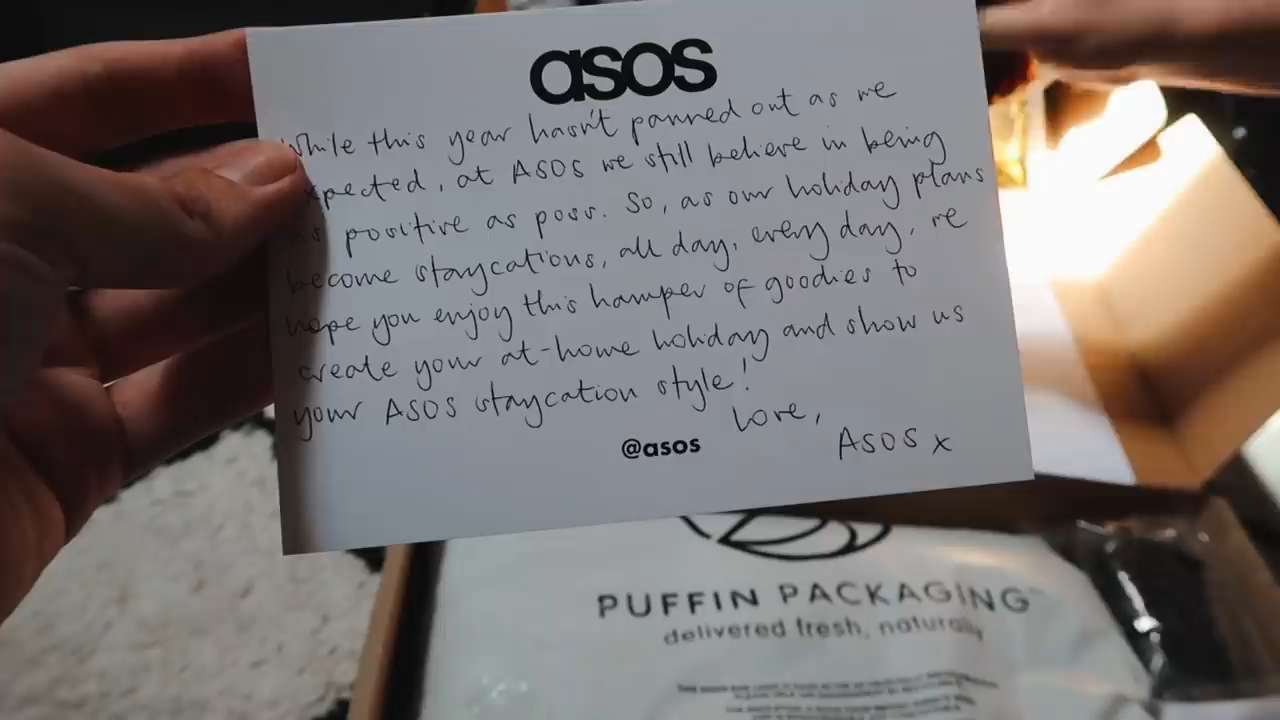 asos
While this year hasn't panned out as we
expected, at ASOS we still believe in being
as positive as poss. So, as our holiday plans
become staycations, all day, every day, we
hope you enjoy this hamper of goodies to
create your at-home holiday and show us
your ASOS staycation style!
Love,
ASOS x
@asos
PUFFIN PACKAGING™
delivered fresh, naturally